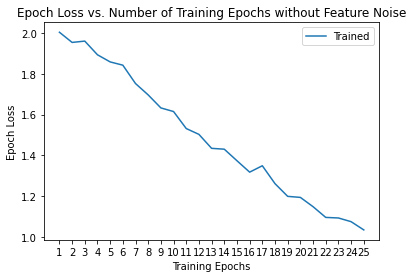 Epoch Loss vs. Number of Training Epochs without Feature Noise
Trained
2.0
1.8
1.6
1.4
1.2
1.0
Epoch Loss
1 2 3 4 5 6 7 8 9 10 11 12 13 14 15 16 17 18 19 20 21 22 23 24 25
Training Epochs